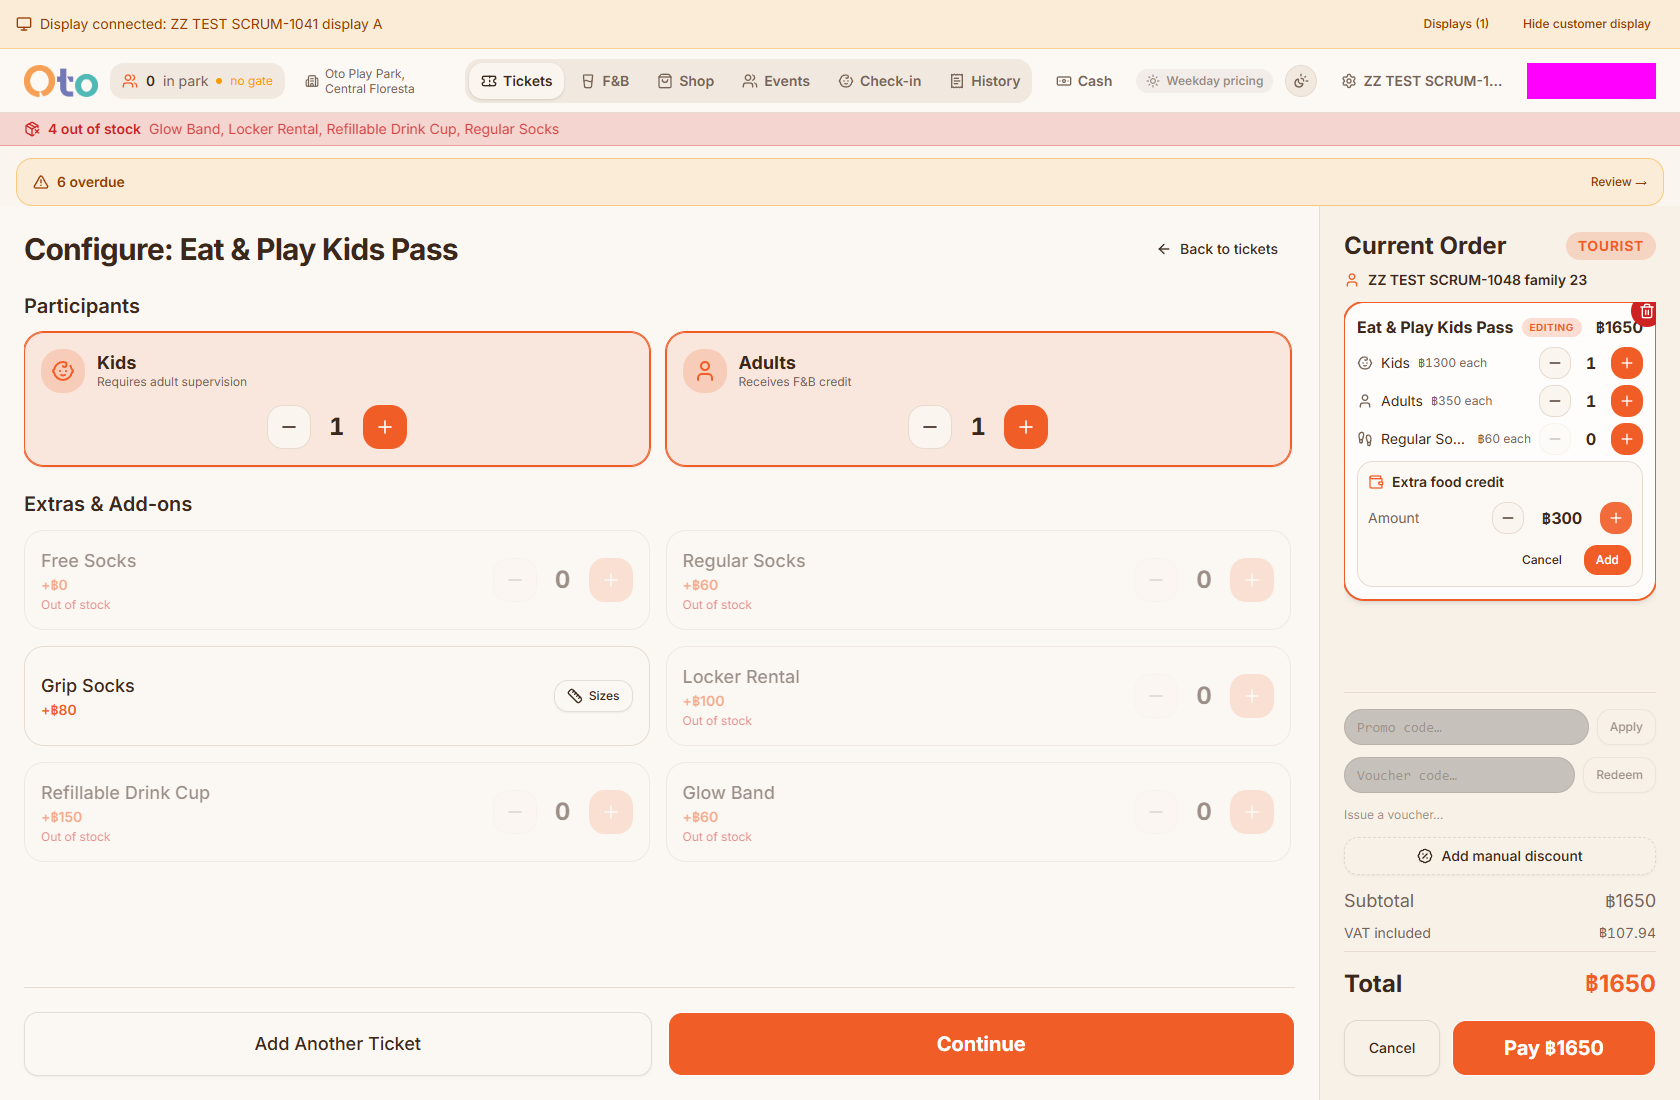 Display connected: ZZ TEST SCRUM-1041 display A
Displays (1)
Hide customer display
Oto
0 in park • no gate
Oto Play Park,
Central Floresta
Tickets
F&B
Shop
Events
Check-in
History
Cash
Weekday pricing
ZZ TEST SCRUM-1...
4 out of stock Glow Band, Locker Rental, Refillable Drink Cup, Regular Socks
6 overdue
Review →
Configure: Eat & Play Kids Pass
← Back to tickets
Participants
Kids
Requires adult supervision
− 1 +
Adults
Receives F&B credit
− 1 +
Extras & Add-ons
Free Socks
+฿0
Out of stock
− 0 +
Regular Socks
+฿60
Out of stock
− 0 +
Grip Socks
+฿80
Sizes
Locker Rental
+฿100
Out of stock
− 0 +
Refillable Drink Cup
+฿150
Out of stock
− 0 +
Glow Band
+฿60
Out of stock
− 0 +
Add Another Ticket
Continue
Current Order
TOURIST
ZZ TEST SCRUM-1048 family 23
Eat & Play Kids Pass EDITING ฿1650
Kids ฿1300 each − 1 +
Adults ฿350 each − 1 +
Regular So... ฿60 each − 0 +
Extra food credit
Amount − ฿300 +
Cancel
Add
Promo code…
Apply
Voucher code…
Redeem
Issue a voucher…
Add manual discount
Subtotal ฿1650
VAT included ฿107.94
Total ฿1650
Cancel
Pay ฿1650